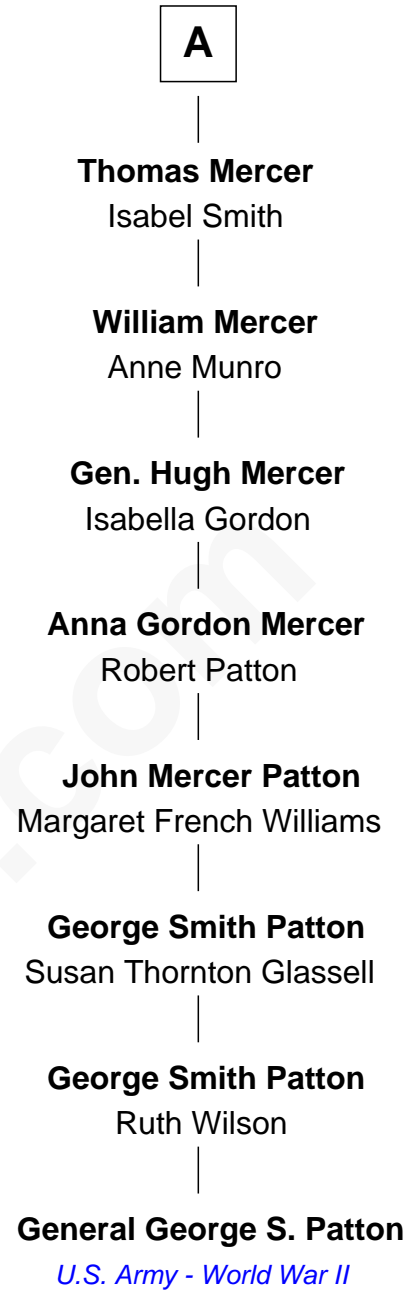 A
Thomas Mercer
Isabel Smith
William Mercer
Anne Munro
Gen. Hugh Mercer
Isabella Gordon
Anna Gordon Mercer
Robert Patton
John Mercer Patton
Margaret French Williams
George Smith Patton
Susan Thornton Glassell
George Smith Patton
Ruth Wilson
General George S. Patton
U.S. Army - World War II
.com